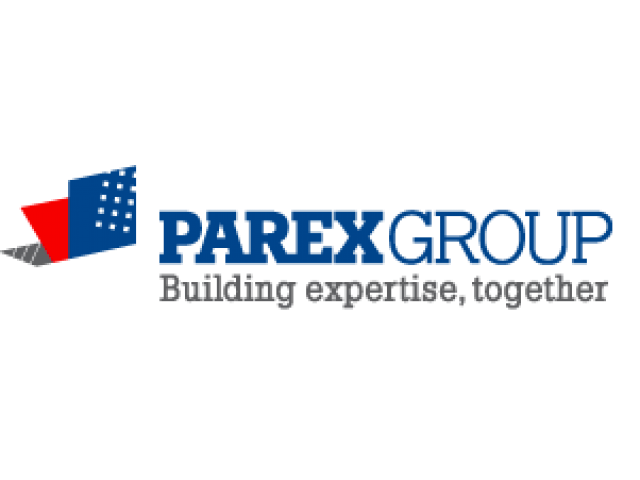 PAREXGROUP
Building expertise, together